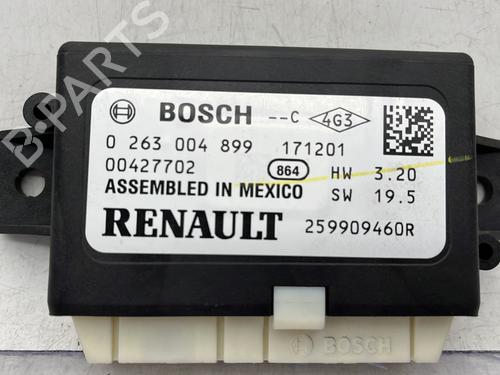 BOSCH --C 4G3
0 263 004 899 171201
00427702 864 HW 3.20
ASSEMBLED IN MEXICO SW 19.5
RENAULT 259909460R
BOSCH